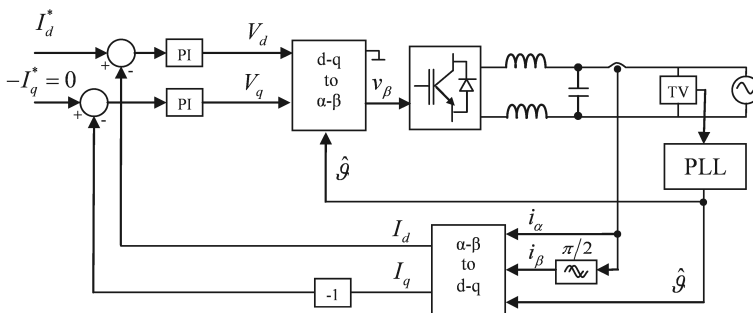 I_d^*
+
-
PI
V_d
d-q
to
α-β
-I_q^* = 0
+
-
PI
V_q
v_β
TV
PLL
ϑ̂
I_d
α-β
to
d-q
i_α
i_β
π/2
I_q
-1
ϑ̂